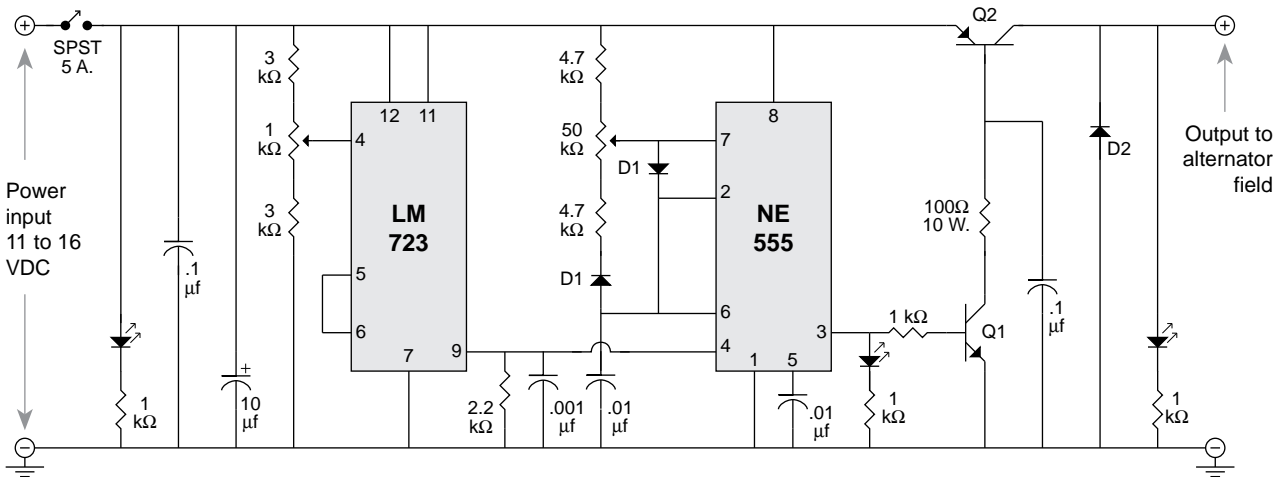 SPST
5 A.
Power
input
11 to 16
VDC
.1
µf
1
kΩ
+
10
µf
3
kΩ
1
kΩ
3
kΩ
12
11
4
LM
723
5
6
7
9
2.2
kΩ
.001
µf
.01
µf
4.7
kΩ
50
kΩ
4.7
kΩ
D1
D1
8
7
2
NE
555
6
4
3
1
5
.01
µf
1 kΩ
1
kΩ
Q1
Q2
100Ω
10 W.
.1
µf
D2
1
kΩ
Output to
alternator
field